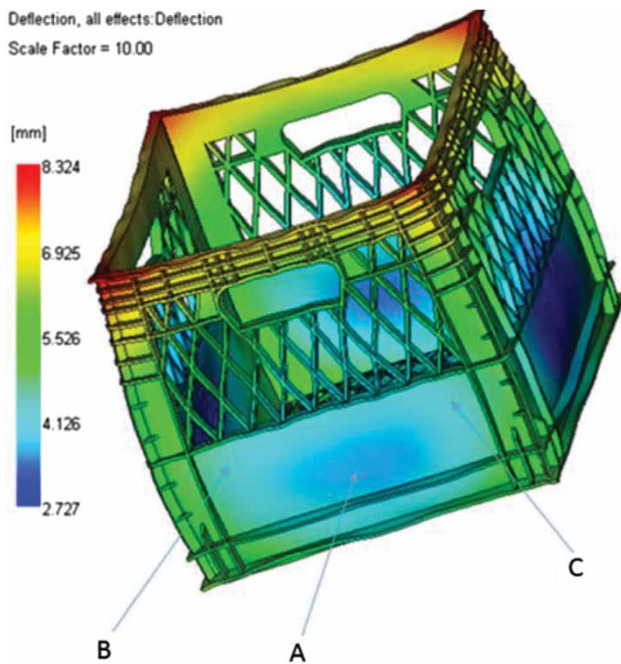 Deflection, all effects:Deflection
Scale Factor = 10.00
[mm]
8.324
6.925
5.526
4.126
2.727
C
B
A